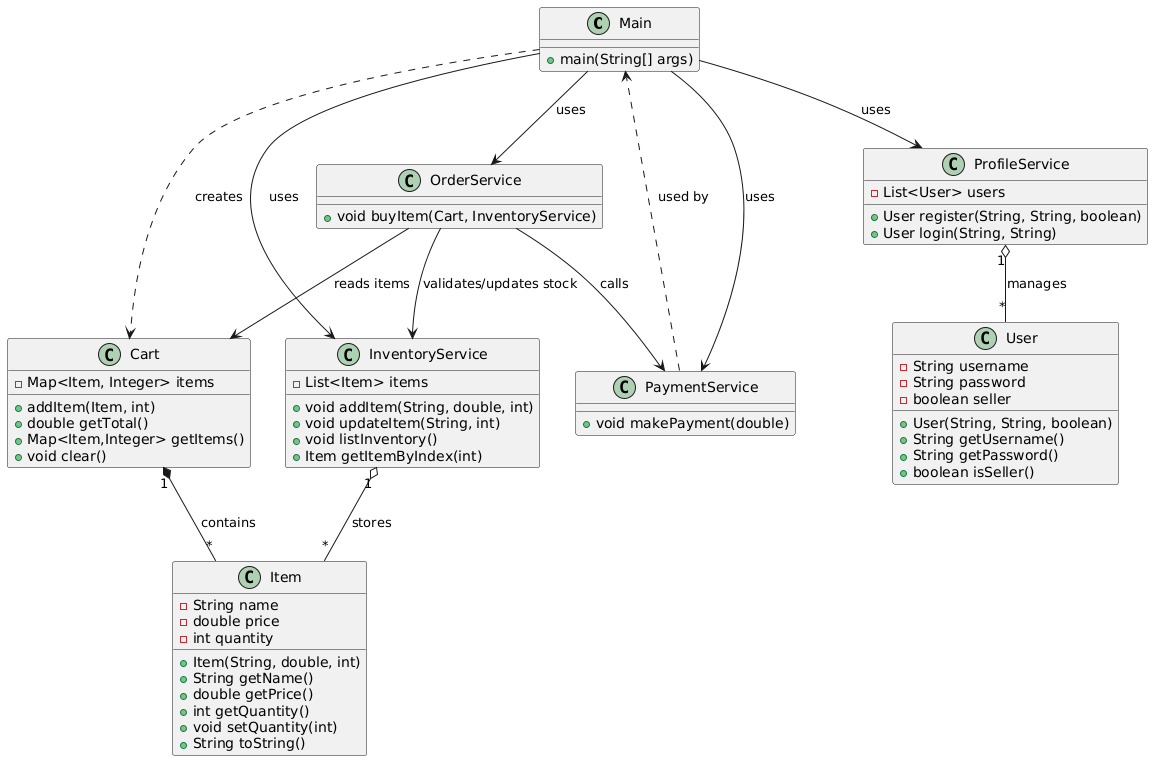 C Main
main(String[] args)
uses
uses
creates
uses
used by
uses
C OrderService
void buyItem(Cart, InventoryService)
C ProfileService
List<User> users
User register(String, String, boolean)
User login(String, String)
reads items
validates/updates stock
calls
1
manages
*
C Cart
Map<Item, Integer> items
addItem(Item, int)
double getTotal()
Map<Item,Integer> getItems()
void clear()
C InventoryService
List<Item> items
void addItem(String, double, int)
void updateItem(String, int)
void listInventory()
Item getItemByIndex(int)
C PaymentService
void makePayment(double)
C User
String username
String password
boolean seller
User(String, String, boolean)
String getUsername()
String getPassword()
boolean isSeller()
1
contains
*
1
stores
*
C Item
String name
double price
int quantity
Item(String, double, int)
String getName()
double getPrice()
int getQuantity()
void setQuantity(int)
String toString()